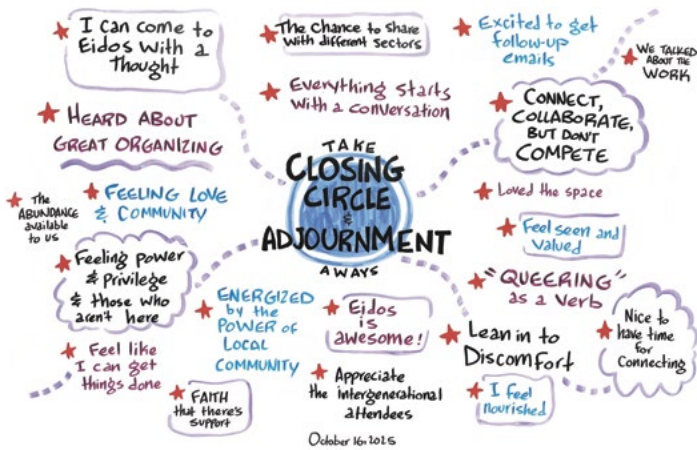 I can come to
Eidos with a
Thought
The chance to share
with different sectors
Excited to get
follow-up
emails
WE TALKED
ABOUT THE
WORK
Everything starts
with a conversation
HEARD ABOUT
GREAT ORGANIZING
CONNECT,
COLLABORATE,
BUT DON'T
COMPETE
TAKE
CLOSING
CIRCLE
&
ADJOURNMENT
AWAYS
The
ABUNDANCE
available
to us
FEELING LOVE
& COMMUNITY
Loved the space
Feel seen and
valued
Feeling power
& Privilege
& those who
aren't here
"QUEERING"
as a verb
ENERGIZED
by the
POWER OF
LOCAL
COMMUNITY
Eidos
is
awesome!
Lean in to
Discomfort
Nice to
have time
for
Connecting
Feel like
I can get
things done
FAITH
that there's
support
Appreciate
the intergenerational
attendees
I feel
nourished
October 16, 2025